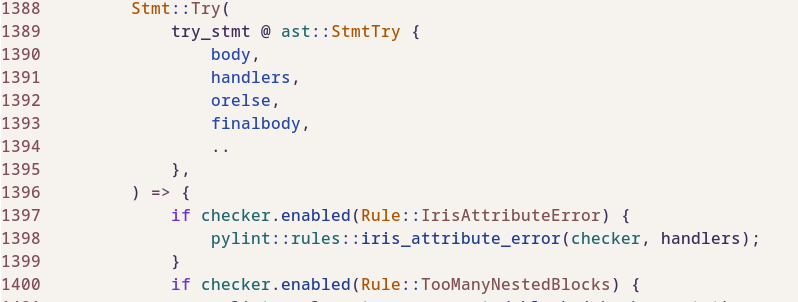 1388 Stmt::Try(
1389 try_stmt @ ast::StmtTry {
1390 body,
1391 handlers,
1392 orelse,
1393 finalbody,
1394 ..
1395 },
1396 ) => {
1397 if checker.enabled(Rule::IrisAttributeError) {
1398 pylint::rules::iris_attribute_error(checker, handlers);
1399 }
1400 if checker.enabled(Rule::TooManyNestedBlocks) {